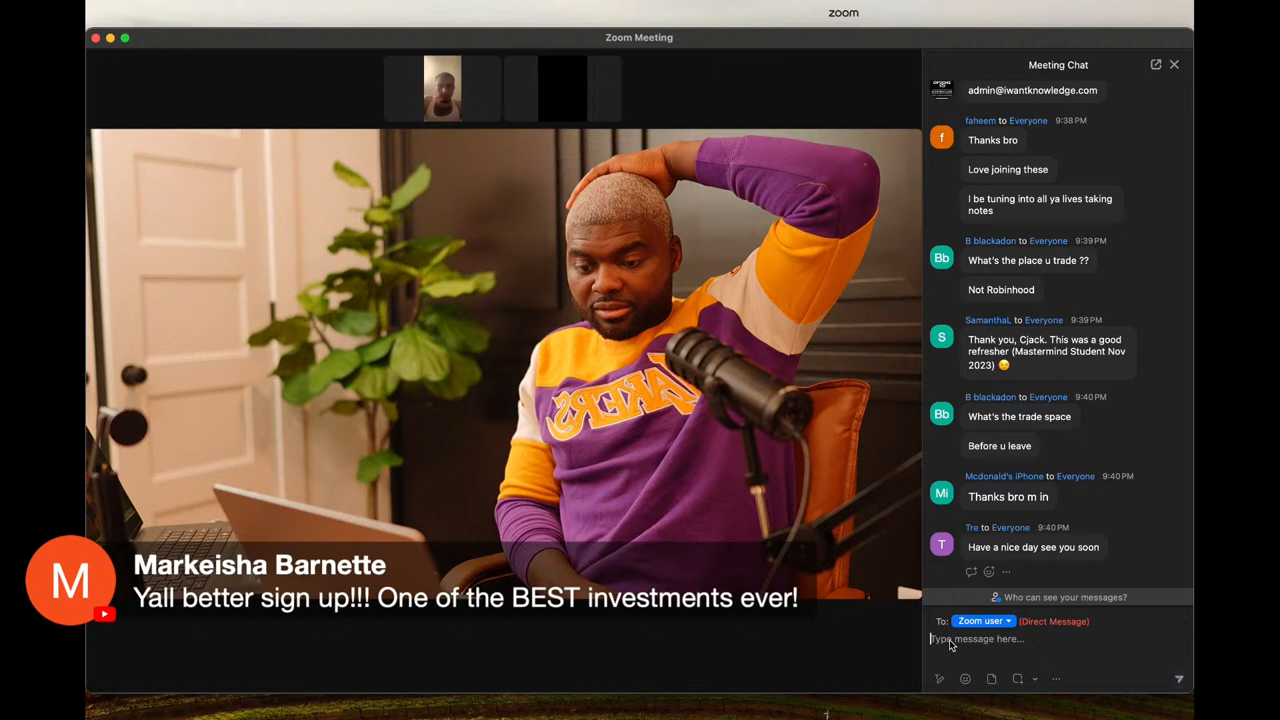 zoom
Zoom Meeting
Meeting Chat
admin@iwantknowledge.com
faheem to Everyone 9:38 PM
f
Thanks bro
Love joining these
I be tuning into all ya lives taking
notes
B blackadon to Everyone 9:39 PM
Bb
What's the place u trade ??
Not Robinhood
SamanthaL to Everyone 9:39 PM
S
Thank you, Cjack. This was a good
refresher (Mastermind Student Nov
2023)
B blackadon to Everyone 9:40 PM
Bb
What's the trade space
Before u leave
Mcdonald's iPhone to Everyone 9:40 PM
Mi
Thanks bro m in
Tre to Everyone 9:40 PM
T
Have a nice day see you soon
Who can see your messages?
To: Zoom user (Direct Message)
Type message here...
LAKERS
M
Markeisha Barnette
Yall better sign up!!! One of the BEST investments ever!